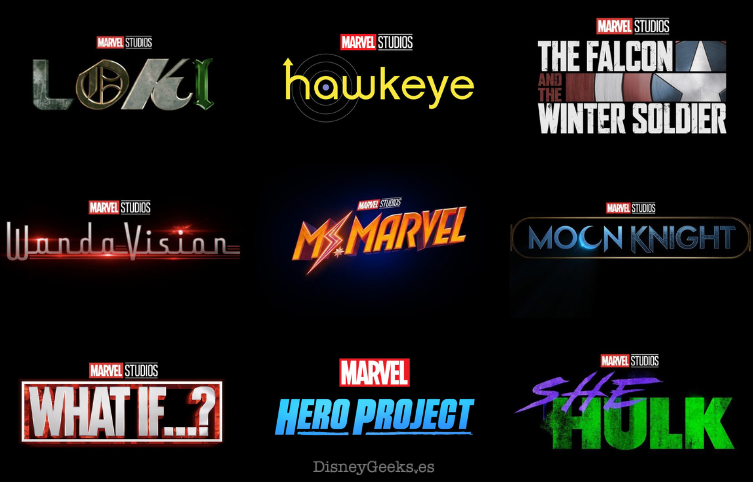 MARVEL STUDIOS
LOKI
MARVEL STUDIOS
hawkeye
MARVEL STUDIOS
THE FALCON
AND
THE
WINTER SOLDIER
MARVEL STUDIOS
WandaVision
MARVEL STUDIOS
MS MARVEL
MARVEL STUDIOS
MOON KNIGHT
MARVEL STUDIOS
WHAT IF...?
MARVEL
HERO PROJECT
MARVEL STUDIOS
SHE
HULK
DisneyGeeks.es